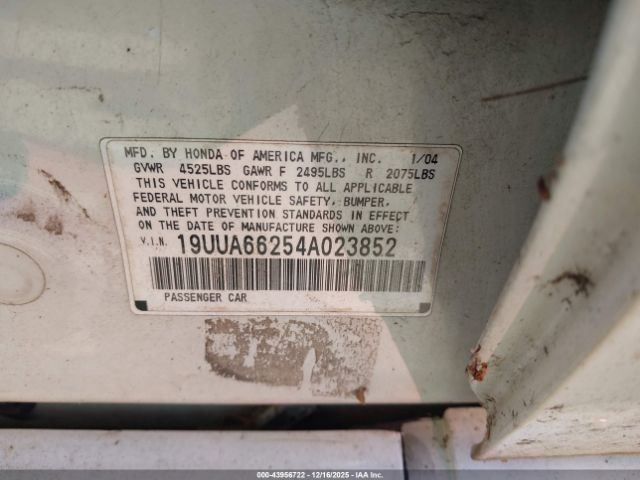 MFD. BY HONDA OF AMERICA MFG., INC. 1/04
GVWR 4525LBS GAWR F 2495LBS R 2075LBS
THIS VEHICLE CONFORMS TO ALL APPLICABLE
FEDERAL MOTOR VEHICLE SAFETY, BUMPER,
AND THEFT PREVENTION STANDARDS IN EFFECT
ON THE DATE OF MANUFACTURE SHOWN ABOVE:
V.I.N. 19UUA66254A023852
PASSENGER CAR
000-43956722 - 12/16/2025 - IAA Inc.